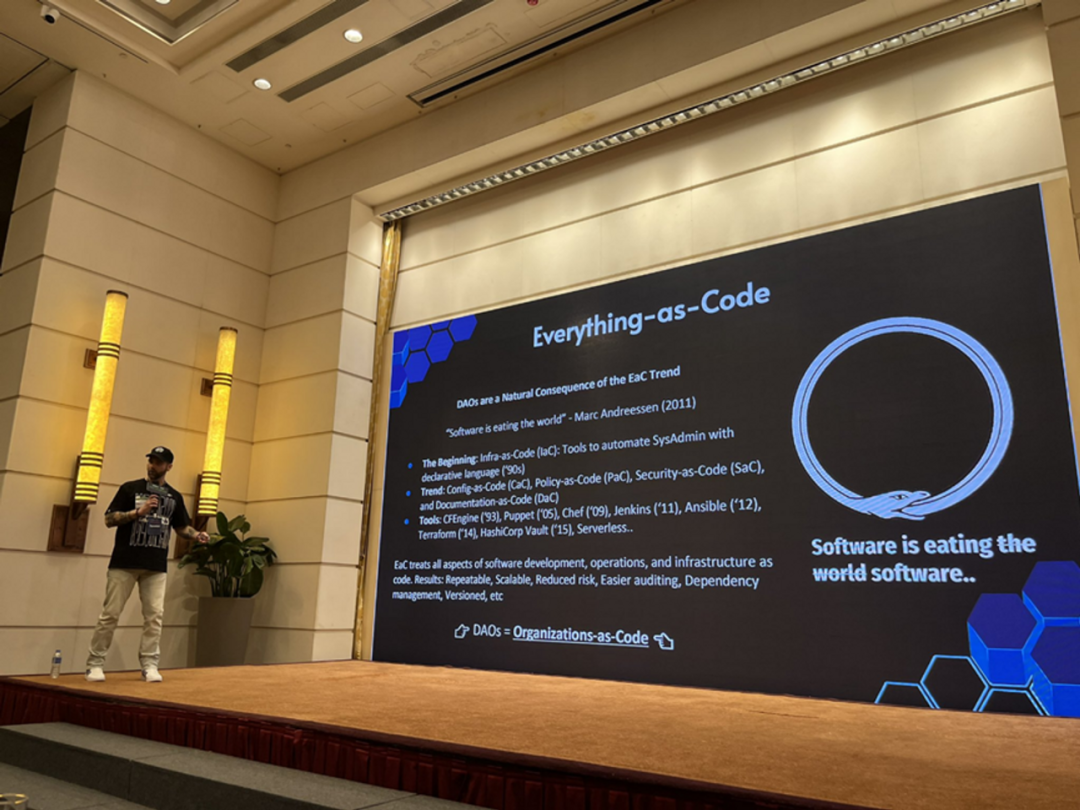 Everything-as-Code
DAOs are a Natural Consequence of the EaC Trend
"Software is eating the world" - Marc Andreessen (2011)
The Beginning: Infra-as-Code (IaC): Tools to automate SysAdmin with
declarative language ('90s)
Trend: Config-as-Code (CaC), Policy-as-Code (PaC), Security-as-Code (SaC),
and Documentation-as-Code (DaC)
Tools: CFEngine ('93), Puppet ('05), Chef ('09), Jenkins ('11), Ansible ('12),
Terraform ('14), HashiCorp Vault ('15), Serverless..
EaC treats all aspects of software development, operations, and infrastructure as
code. Results: Repeatable, Scalable, Reduced risk, Easier auditing, Dependency
management, Versioned, etc
DAOs = Organizations-as-Code
Software is eating the
world software..